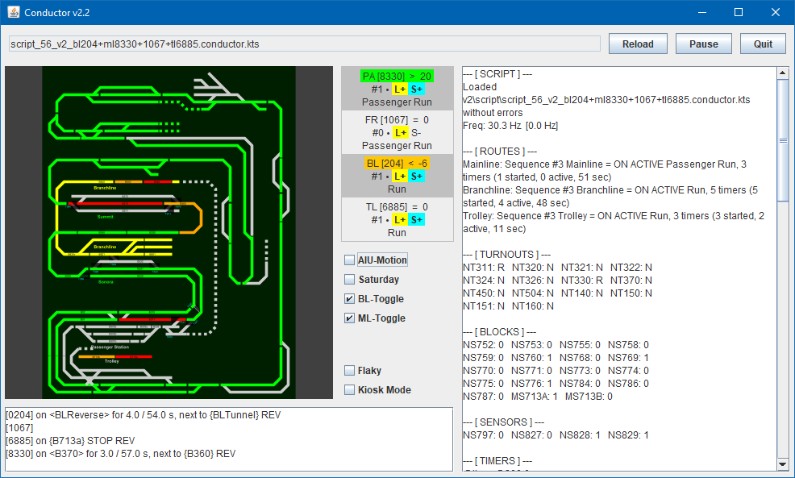 Conductor v2.2
script_56_v2_bl204+ml8330+1067+tl6885.conductor.kts
Reload
Pause
Quit
Branchline
Summit
Branchline
Passenger Station
Trolley
PA [8330] > 20
#1 • L+ S+
Passenger Run
FR [1067] = 0
#0 • L+ S-
Passenger Run
BL [204] < -6
#1 • L+ S+
Run
TL [6885] = 0
#1 • L+ S+
Run
AIU-Motion
Saturday
BL-Toggle
ML-Toggle
Flaky
Kiosk Mode
[0204] on <BLReverse> for 4.0 / 54.0 s, next to {BLTunnel} REV
[1067]
[6885] on {B713a} STOP REV
[8330] on <B370> for 3.0 / 57.0 s, next to {B360} REV
--- [ SCRIPT ] ---
Loaded
v2\script\script_56_v2_bl204+ml8330+1067+tl6885.conductor.kts
without errors
Freq: 30.3 Hz [0.0 Hz]
--- [ ROUTES ] ---
Mainline: Sequence #3 Mainline = ON ACTIVE Passenger Run, 3
timers (1 started, 0 active, 51 sec)
Branchline: Sequence #3 Branchline = ON ACTIVE Run, 5 timers (5
started, 4 active, 48 sec)
Trolley: Sequence #3 Trolley = ON ACTIVE Run, 3 timers (3 started, 2
active, 11 sec)
--- [ TURNOUTS ] ---
NT311: R NT320: N NT321: N NT322: N
NT324: N NT326: N NT330: R NT370: N
NT450: N NT504: N NT140: N NT150: N
NT151: N NT160: N
--- [ BLOCKS ] ---
NS752: 0 NS753: 0 NS755: 0 NS758: 0
NS759: 0 NS760: 1 NS768: 0 NS769: 1
NS770: 0 NS771: 0 NS773: 0 NS774: 0
NS775: 0 NS776: 1 NS784: 0 NS786: 0
NS787: 0 MS713A: 1 MS713B: 0
--- [ SENSORS ] ---
NS797: 0 NS827: 0 NS828: 1 NS829: 1
--- [ TIMERS ] ---